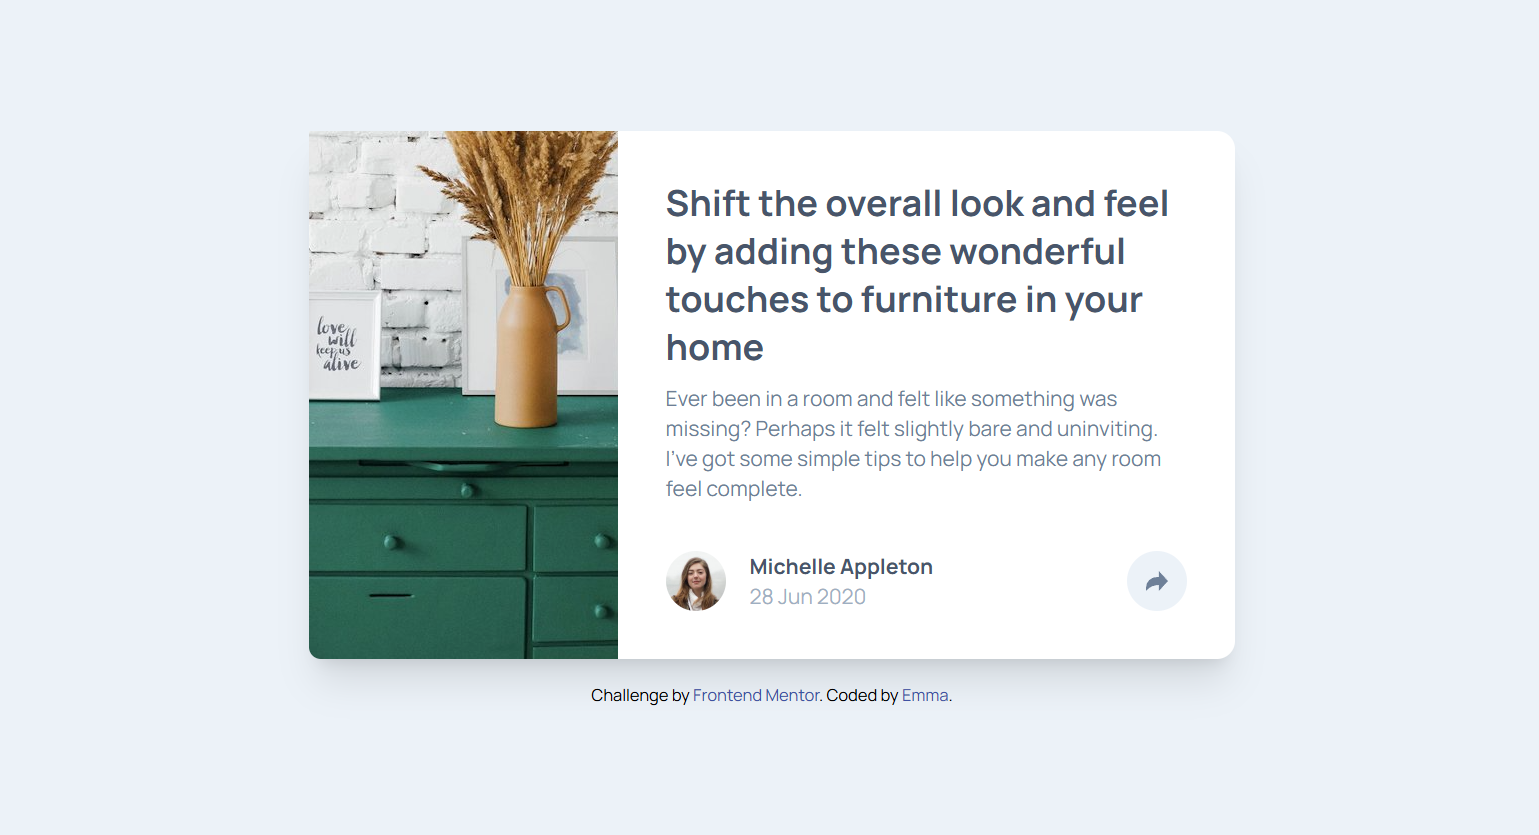 Shift the overall look and feel
by adding these wonderful
touches to furniture in your
home
Ever been in a room and felt like something was
missing? Perhaps it felt slightly bare and uninviting.
I've got some simple tips to help you make any room
feel complete.
love
will
keep us
alive
Michelle Appleton
28 Jun 2020
Challenge by Frontend Mentor. Coded by Emma.